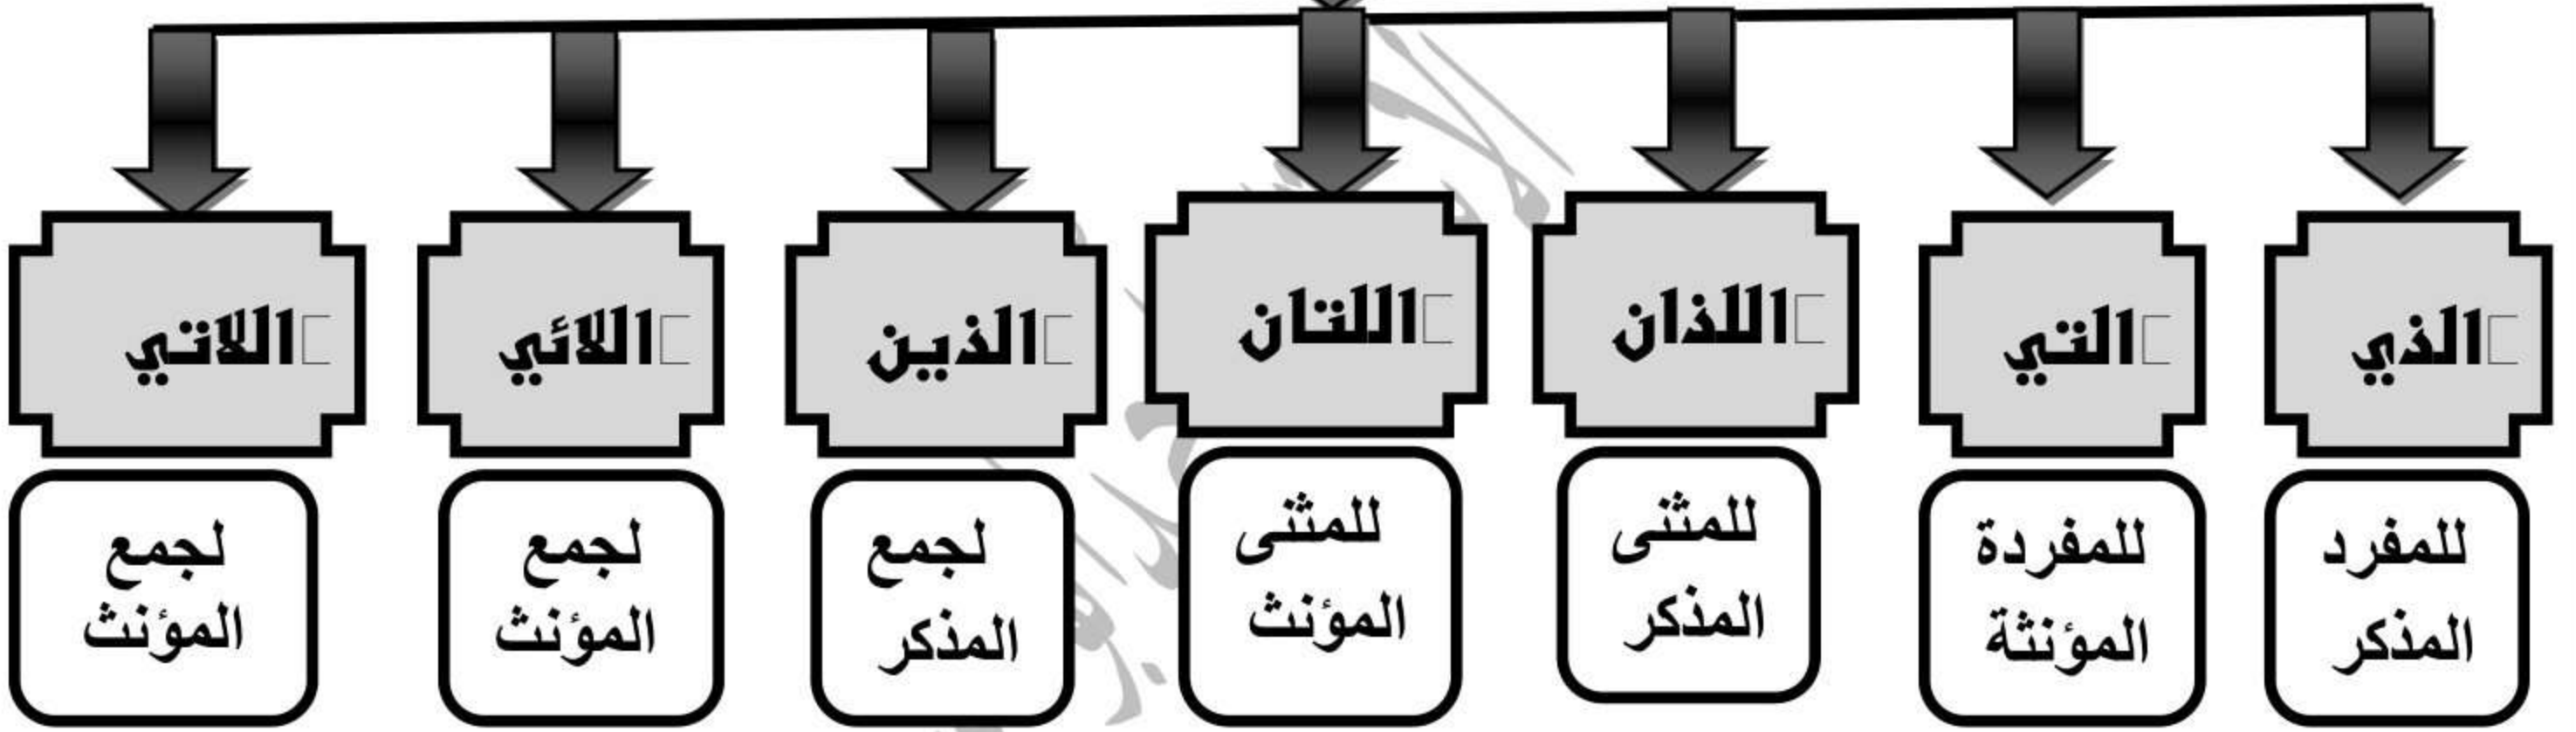 الذي
التي
اللذان
اللتان
الذين
اللائي
اللاتي
للمفرد
المذكر
للمفردة
المؤنثة
للمثنى
المذكر
للمثنى
المؤنث
لجمع
المذكر
لجمع
المؤنث
لجمع
المؤنث